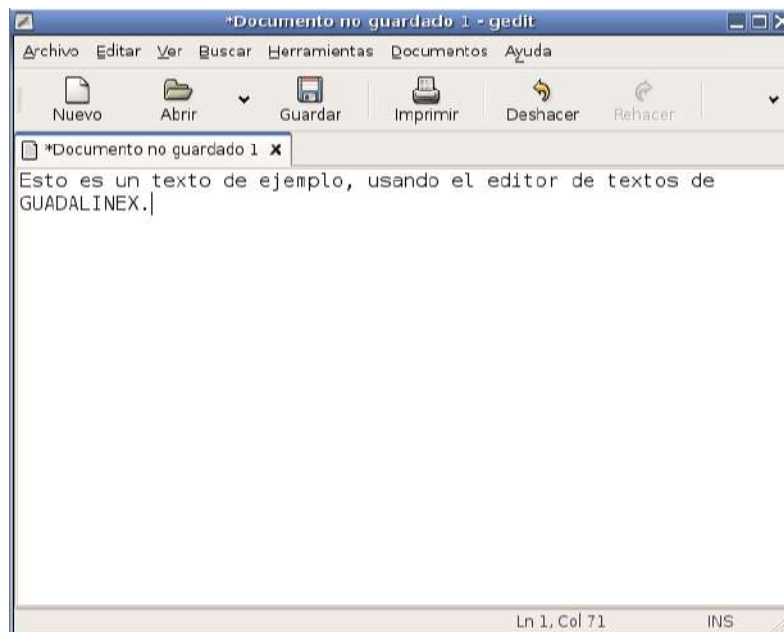 *Documento no guardado 1 - gedit
Archivo Editar Ver Buscar Herramientas Documentos Ayuda
Nuevo Abrir Guardar Imprimir Deshacer Rehacer
*Documento no guardado 1
Esto es un texto de ejemplo, usando el editor de textos de
GUADALINEX.
Ln 1, Col 71 INS